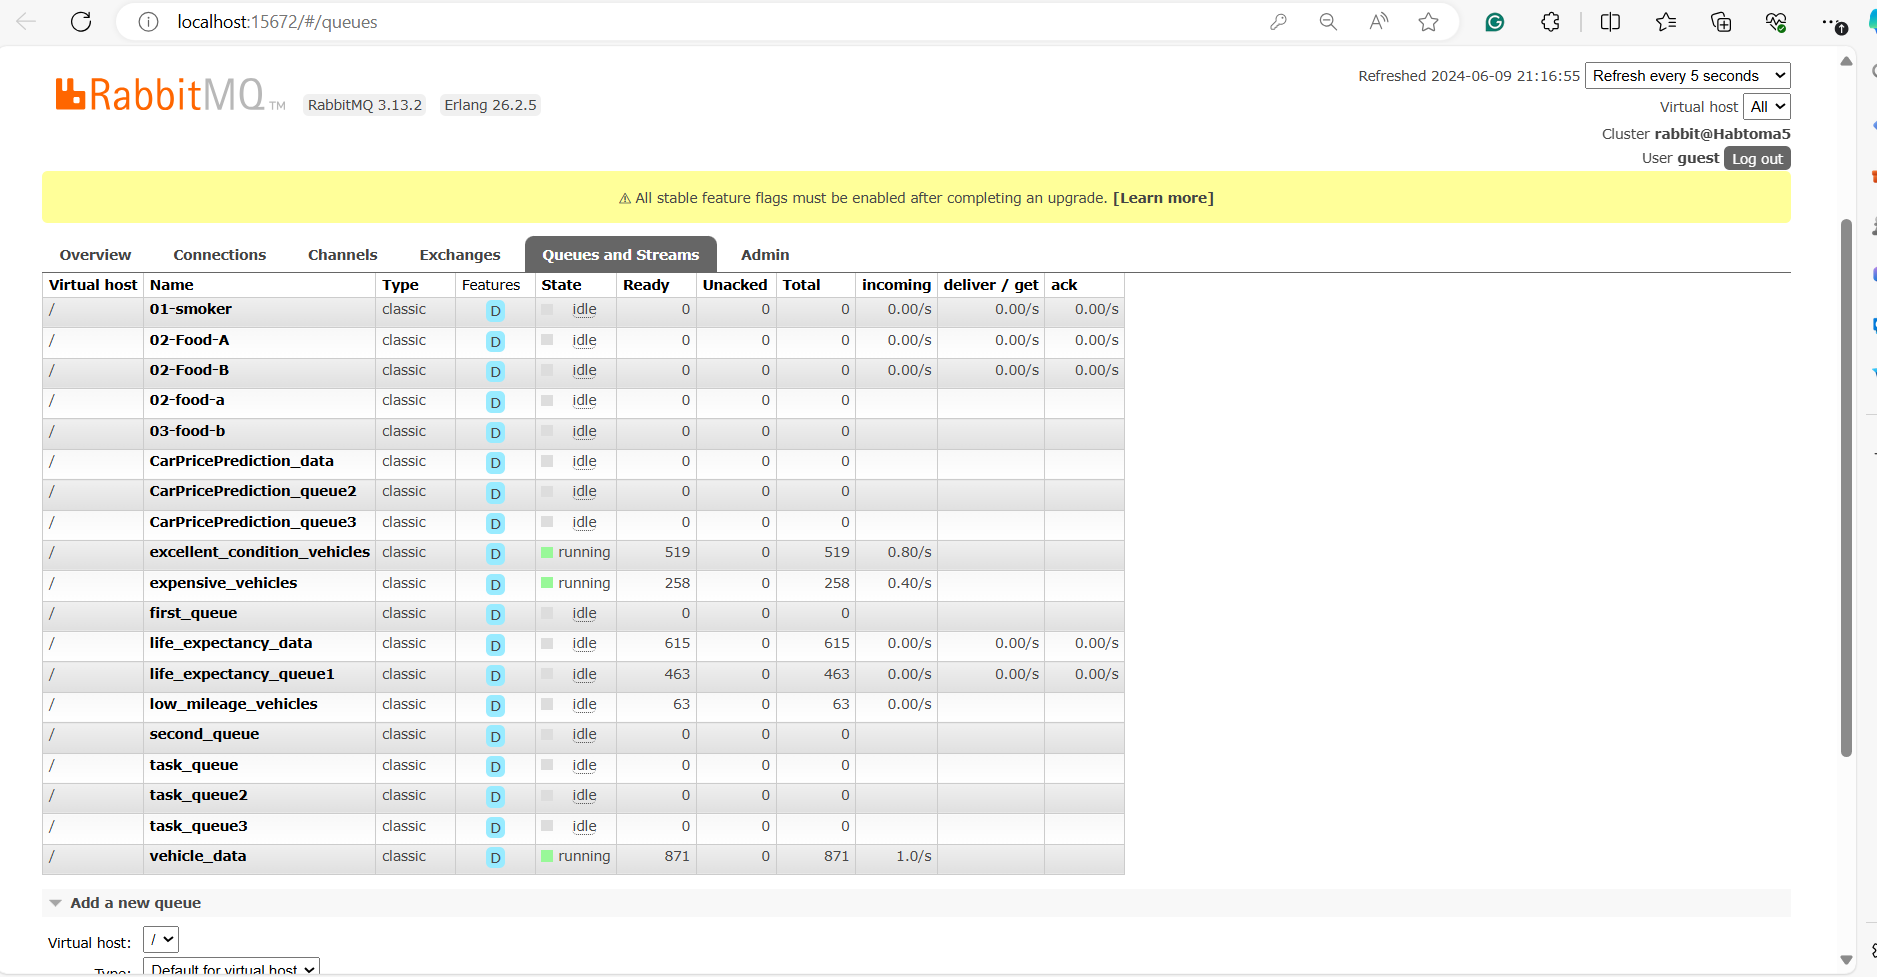 localhost:15672/#/queues
Refreshed 2024-06-09 21:16:55 Refresh every 5 seconds
RabbitMQ TM RabbitMQ 3.13.2 Erlang 26.2.5
Virtual host All
Cluster rabbit@Habtoma5
User guest Log out
⚠ All stable feature flags must be enabled after completing an upgrade. [Learn more]
Overview Connections Channels Exchanges Queues and Streams Admin
Virtual host Name Type Features State Ready Unacked Total incoming deliver / get ack
/ 01-smoker classic D idle 0 0 0 0.00/s 0.00/s 0.00/s
/ 02-Food-A classic D idle 0 0 0 0.00/s 0.00/s 0.00/s
/ 02-Food-B classic D idle 0 0 0 0.00/s 0.00/s 0.00/s
/ 02-food-a classic D idle 0 0 0
/ 03-food-b classic D idle 0 0 0
/ CarPricePrediction_data classic D idle 0 0 0
/ CarPricePrediction_queue2 classic D idle 0 0 0
/ CarPricePrediction_queue3 classic D idle 0 0 0
/ excellent_condition_vehicles classic D running 519 0 519 0.80/s
/ expensive_vehicles classic D running 258 0 258 0.40/s
/ first_queue classic D idle 0 0 0
/ life_expectancy_data classic D idle 615 0 615 0.00/s 0.00/s 0.00/s
/ life_expectancy_queue1 classic D idle 463 0 463 0.00/s 0.00/s 0.00/s
/ low_mileage_vehicles classic D idle 63 0 63 0.00/s
/ second_queue classic D idle 0 0 0
/ task_queue classic D idle 0 0 0
/ task_queue2 classic D idle 0 0 0
/ task_queue3 classic D idle 0 0 0
/ vehicle_data classic D running 871 0 871 1.0/s
Add a new queue
Virtual host: /
Type: Default for virtual host